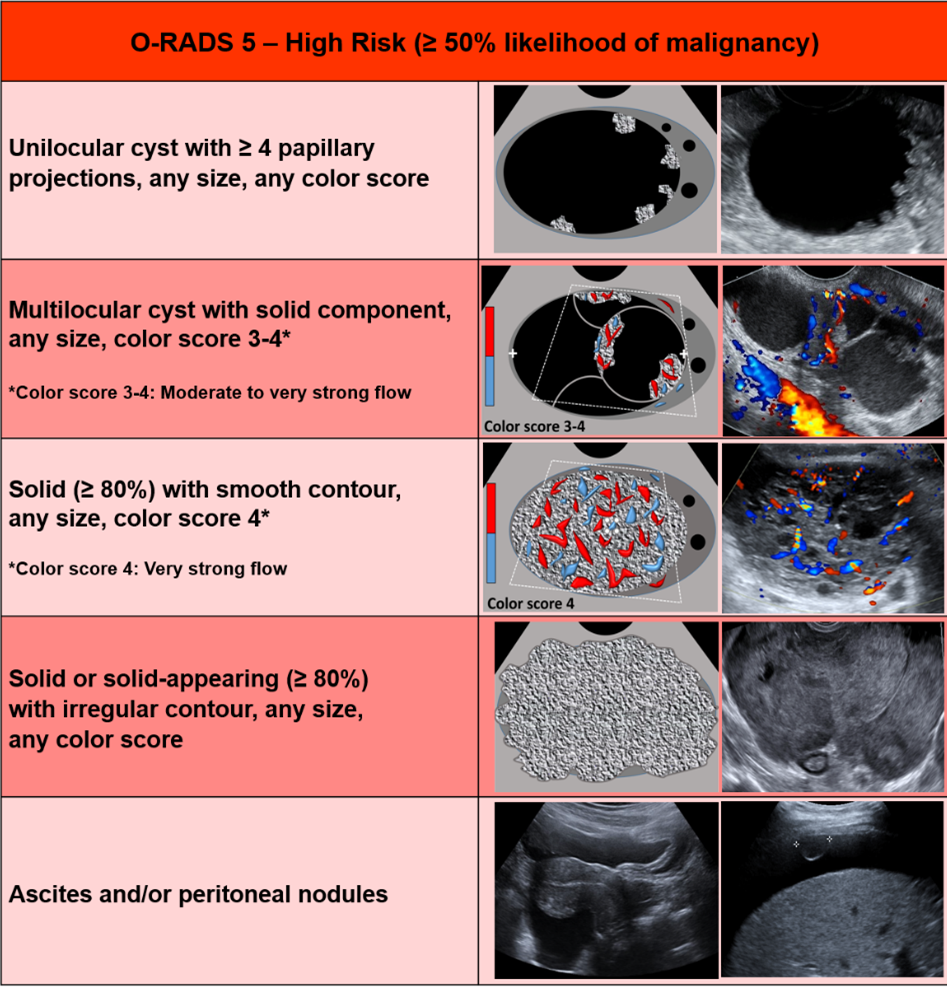 O-RADS 5 – High Risk (≥ 50% likelihood of malignancy)
Unilocular cyst with ≥ 4 papillary
projections, any size, any color score
Multilocular cyst with solid component,
any size, color score 3-4*
*Color score 3-4: Moderate to very strong flow
Color score 3-4
Solid (≥ 80%) with smooth contour,
any size, color score 4*
*Color score 4: Very strong flow
Color score 4
Solid or solid-appearing (≥ 80%)
with irregular contour, any size,
any color score
Ascites and/or peritoneal nodules